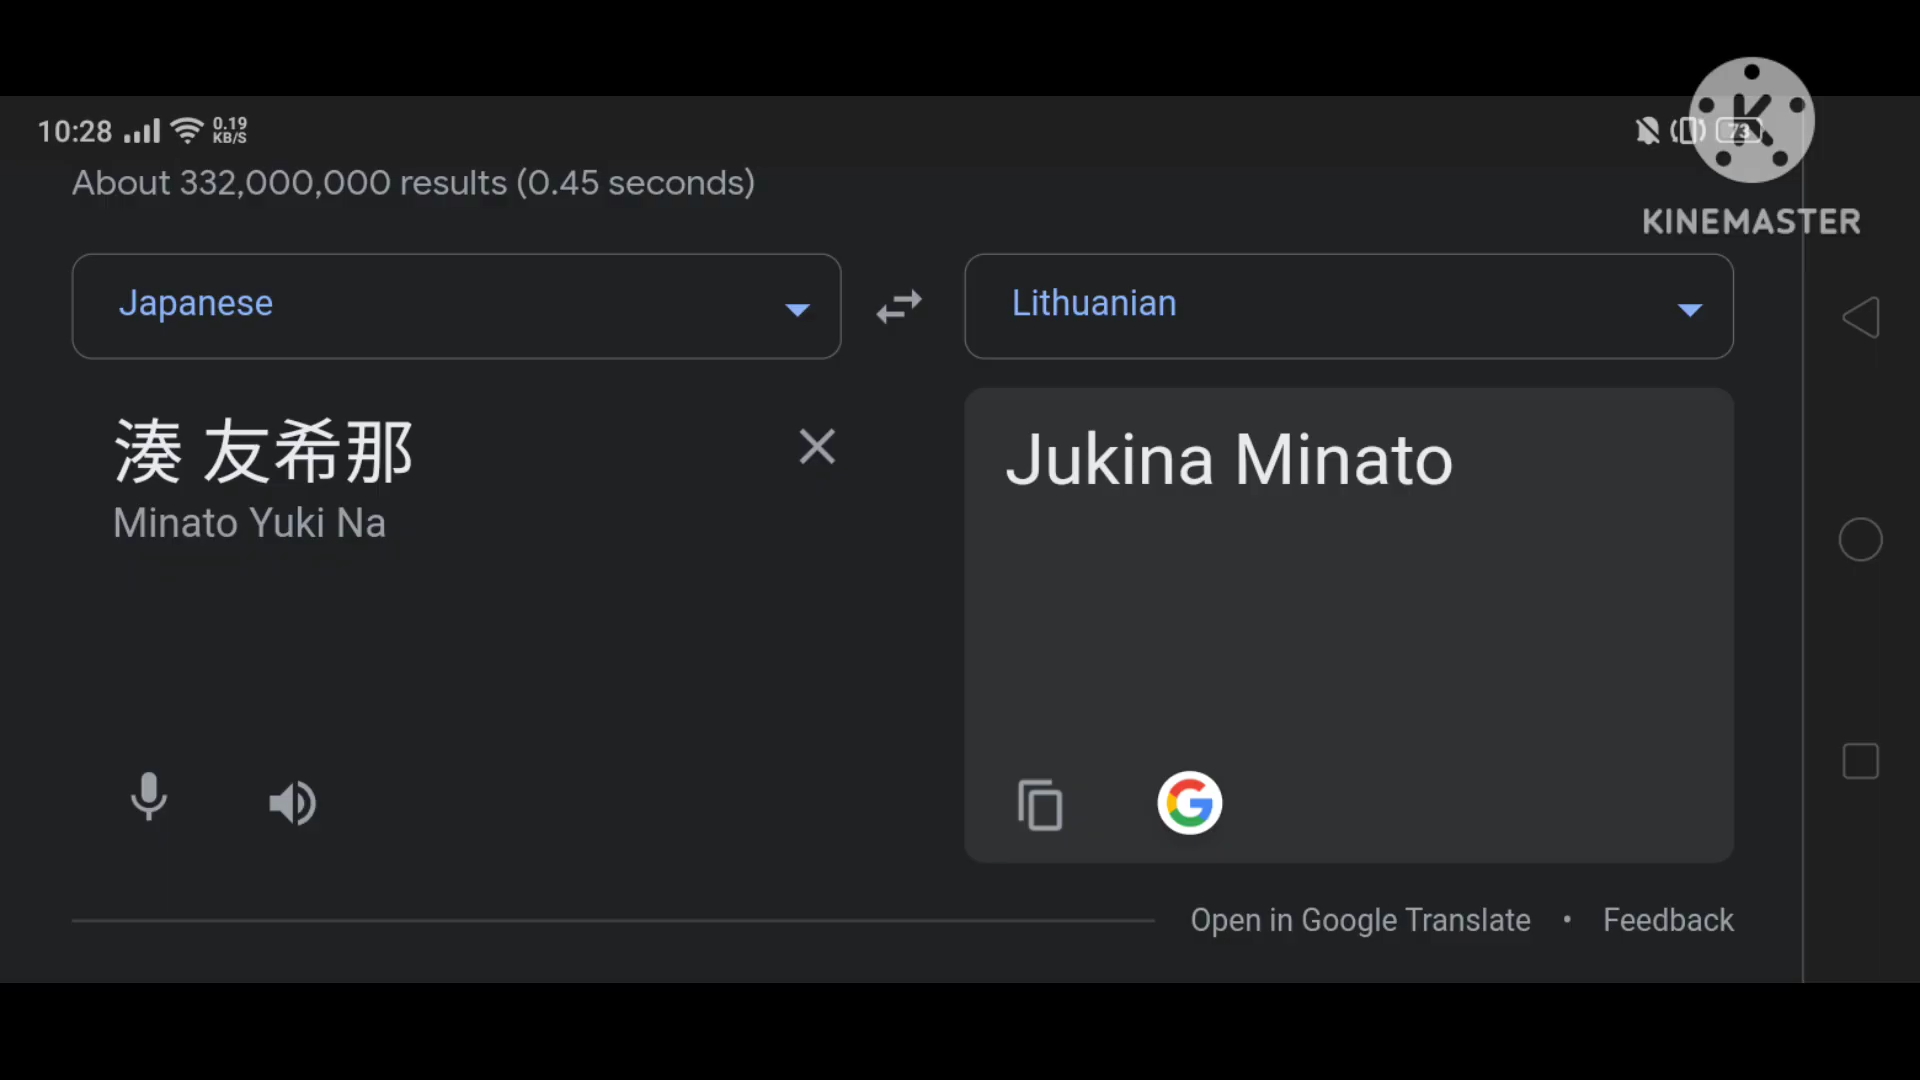 10:28 0.19 KB/S 73
KINEMASTER
About 332,000,000 results (0.45 seconds)
Japanese
Lithuanian
湊 友希那
Minato Yuki Na
Jukina Minato
Open in Google Translate • Feedback